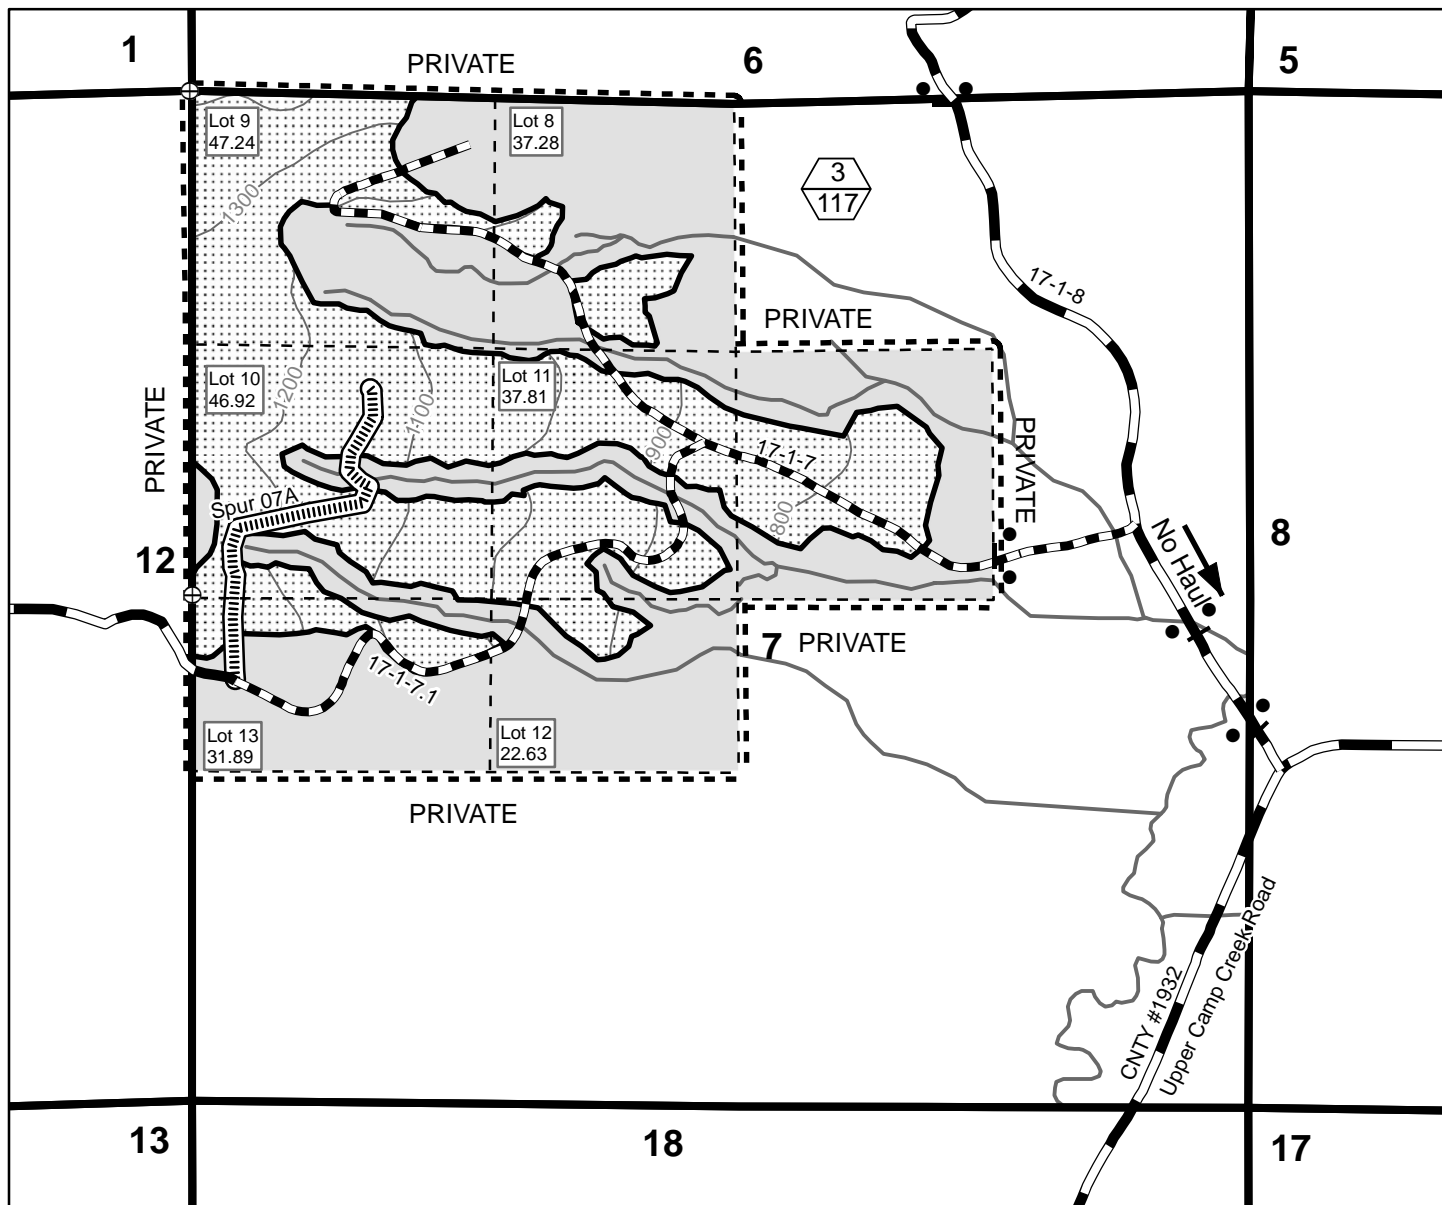 1
PRIVATE
6
5
Lot 9
47.24
Lot 8
37.28
3
117
1300
17-1-8
PRIVATE
Lot 10
46.92
1200
Lot 11
37.81
1100
PRIVATE
900
17-1-7
PRIVATE
Spur 07A
800
No Haul
12
8
7
PRIVATE
17-1-7.1
Lot 13
31.89
Lot 12
22.63
PRIVATE
CNTY #1932
Upper Camp Creek Road
13
18
17